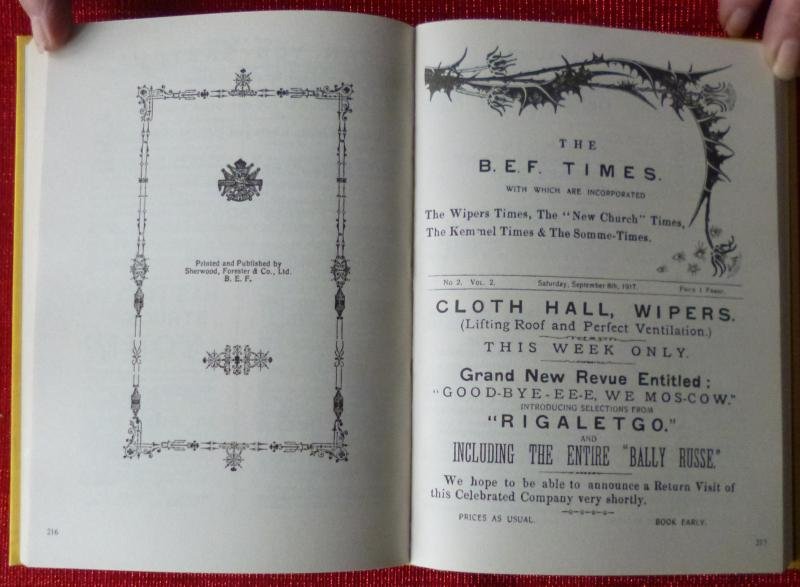 Printed and Published by
Sherwood, Forester & Co., Ltd.
B. E. F.
216
THE
B. E. F. TIMES.
WITH WHICH ARE INCORPORATED
The Wipers Times, The "New Church" Times,
The Kemmel Times & The Somme-Times.
No 2. Vol. 2. Saturday, September 8th, 1917. Price 1 Franc.
CLOTH HALL, WIPERS.
(Lifting Roof and Perfect Ventilation.)
THIS WEEK ONLY.
Grand New Revue Entitled:
"GOOD-BYE-EE-E, WE MOS-COW."
INTRODUCING SELECTIONS FROM
"RIGALETGO."
AND
INCLUDING THE ENTIRE "BALLY RUSSE."
We hope to be able to announce a Return Visit of
this Celebrated Company very shortly.
PRICES AS USUAL. BOOK EARLY.
217